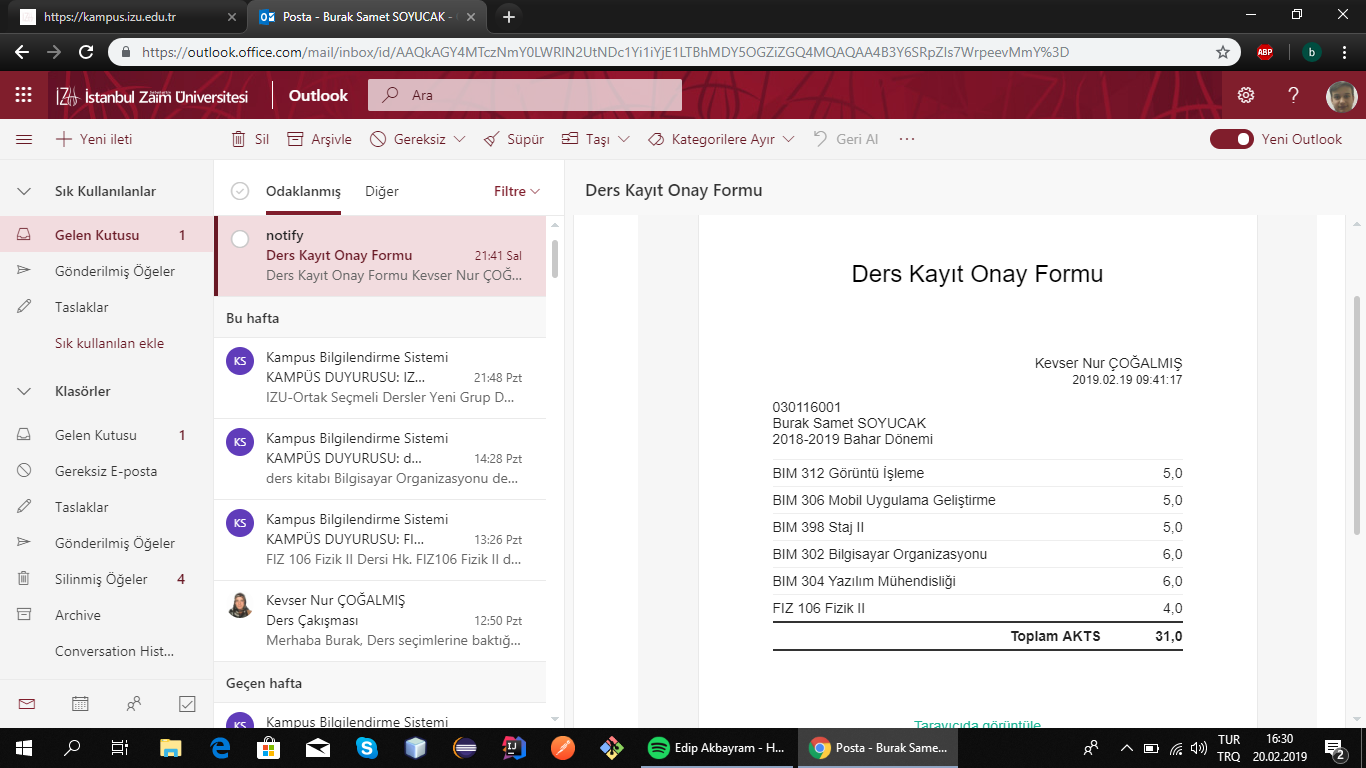 https://kampus.izu.edu.tr
Posta - Burak Samet SOYUCAK -
https://outlook.office.com/mail/inbox/id/AAQkAGY4MTczNmY0LWRlN2UtNDc1Yi1iYjE1LTBhMDY5OGZiZGQ4MQAQAA4B3Y6SRpZIs7WrpeevMmY%3D
ABP
b
İZÜ İstanbul Zaim Üniversitesi
Outlook
Ara
Yeni ileti
Sil
Arşivle
Gereksiz
Süpür
Taşı
Kategorilere Ayır
Geri Al
Yeni Outlook
Sık Kullanılanlar
Gelen Kutusu 1
Gönderilmiş Öğeler
Taslaklar
Sık kullanılan ekle
Klasörler
Gelen Kutusu 1
Gereksiz E-posta
Taslaklar
Gönderilmiş Öğeler
Silinmiş Öğeler 4
Archive
Conversation Hist...
Odaklanmış Diğer Filtre
notify
Ders Kayıt Onay Formu 21:41 Sal
Ders Kayıt Onay Formu Kevser Nur ÇOĞ...
Bu hafta
KS
Kampus Bilgilendirme Sistemi
KAMPÜS DUYURUSU: IZ... 21:48 Pzt
IZU-Ortak Seçmeli Dersler Yeni Grup D...
KS
Kampus Bilgilendirme Sistemi
KAMPÜS DUYURUSU: d... 14:28 Pzt
ders kitabı Bilgisayar Organizasyonu de...
KS
Kampus Bilgilendirme Sistemi
KAMPÜS DUYURUSU: FI... 13:26 Pzt
FIZ 106 Fizik II Dersi Hk. FIZ106 Fizik II d...
Kevser Nur ÇOĞALMIŞ
Ders Çakışması 12:50 Pzt
Merhaba Burak, Ders seçimlerine baktığ...
Geçen hafta
KS
Kampus Bilgilendirme Sistemi
Ders Kayıt Onay Formu
Ders Kayıt Onay Formu
Kevser Nur ÇOĞALMIŞ
2019.02.19 09:41:17
030116001
Burak Samet SOYUCAK
2018-2019 Bahar Dönemi
BIM 312 Görüntü İşleme 5,0
BIM 306 Mobil Uygulama Geliştirme 5,0
BIM 398 Staj II 5,0
BIM 302 Bilgisayar Organizasyonu 6,0
BIM 304 Yazılım Mühendisliği 6,0
FIZ 106 Fizik II 4,0
Toplam AKTS 31,0
Tarayıcıda görüntüle
Edip Akbayram - H...
Posta - Burak Same...
TUR
TRQ
16:30
20.02.2019
2